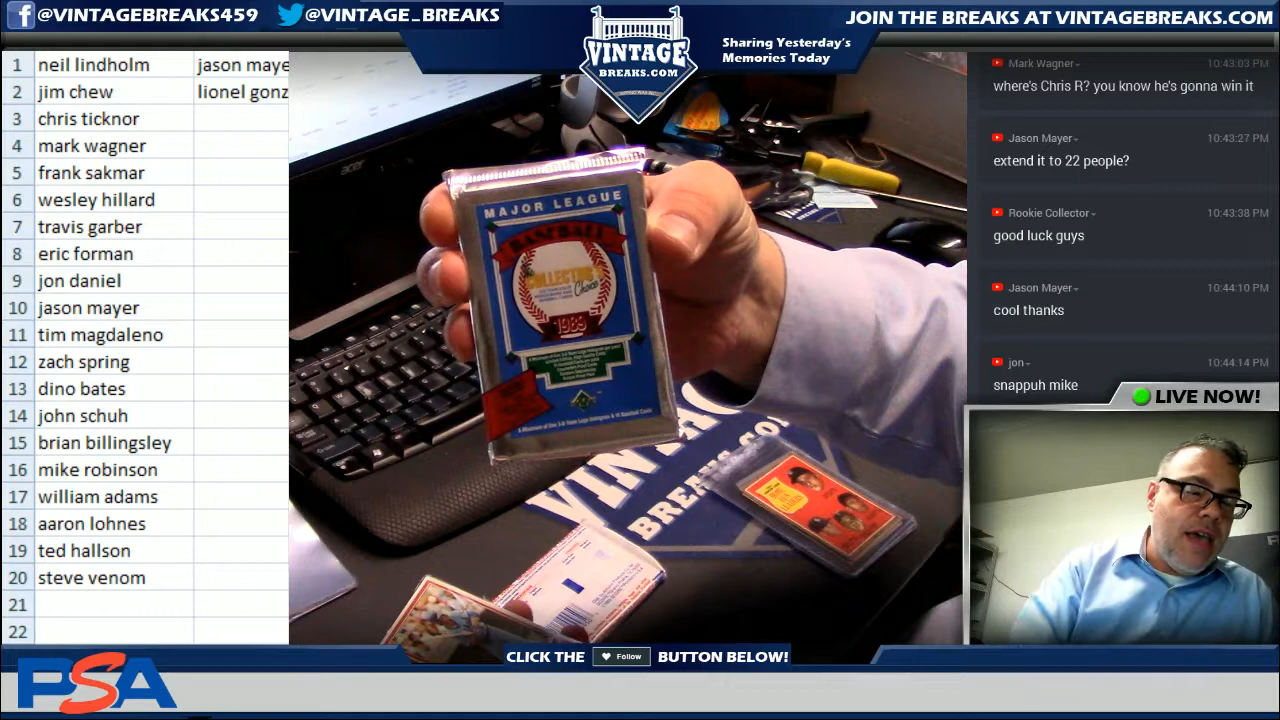 @VINTAGEBREAKS459
@VINTAGE_BREAKS
VINTAGE
BREAKS.COM
Sharing Yesterday's
Memories Today
JOIN THE BREAKS AT VINTAGEBREAKS.COM
1 neil lindholm jason maye
2 jim chew lionel gonz
3 chris ticknor
4 mark wagner
5 frank sakmar
6 wesley hillard
7 travis garber
8 eric forman
9 jon daniel
10 jason mayer
11 tim magdaleno
12 zach spring
13 dino bates
14 john schuh
15 brian billingsley
16 mike robinson
17 william adams
18 aaron lohnes
19 ted hallson
20 steve venom
21
22
acer
MAJOR LEAGUE
BASEBALL
COLLECTOR'S
Choice
1989
VINTAGE
BREAKS.CO
Mark Wagner 10:43:03 PM
where's Chris R? you know he's gonna win it
Jason Mayer 10:43:27 PM
extend it to 22 people?
Rookie Collector 10:43:38 PM
good luck guys
Jason Mayer 10:44:10 PM
cool thanks
jon 10:44:14 PM
snappuh mike
LIVE NOW!
CLICK THE Follow BUTTON BELOW!
PSA